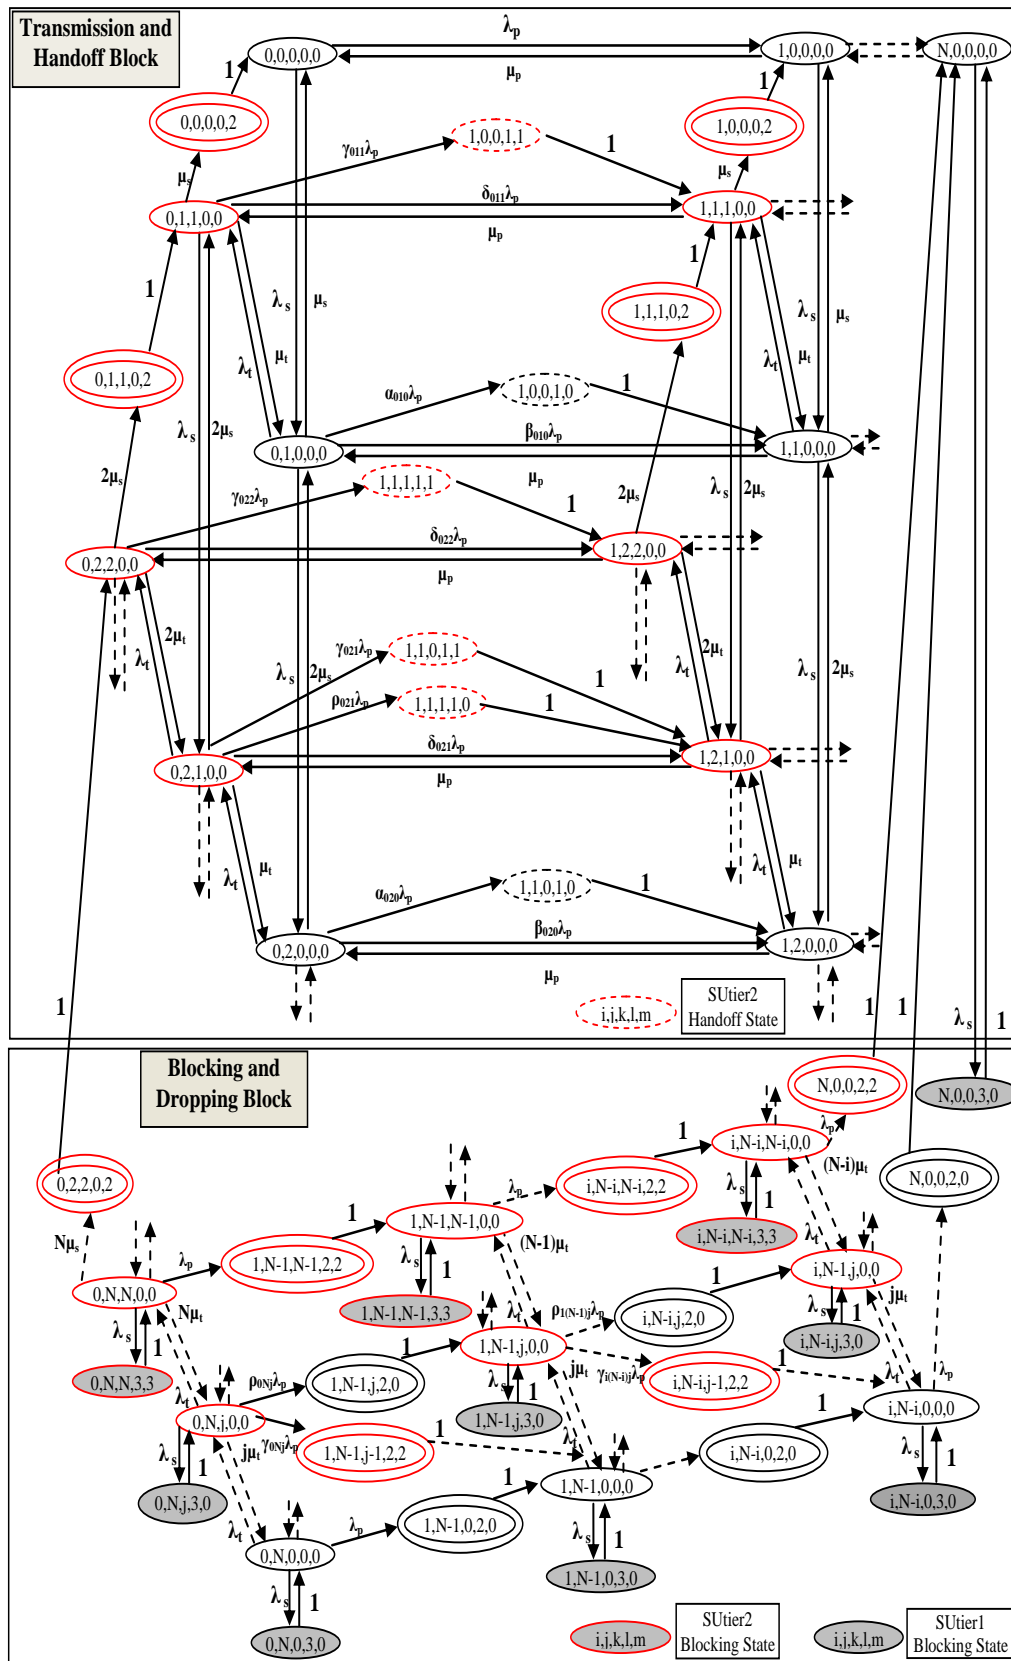 Transmission and
Handoff Block
λp
0,0,0,0,0
1,0,0,0,0
N,0,0,0,0
μp
1
1
0,0,0,0,2
1,0,0,0,2
1,0,0,1,1
γ011λp
1
μs
μs
δ011λp
0,1,1,0,0
1,1,1,0,0
μp
1
1
λs
μs
λs
μs
1,1,1,0,2
μt
μt
0,1,1,0,2
λt
λt
α010λp
1,0,0,1,0
1
λs
2μs
β010λp
0,1,0,0,0
1,1,0,0,0
μp
2μs
γ022λp
1,1,1,1,1
1
2μs
λs
2μs
δ022λp
0,2,2,0,0
1,2,2,0,0
μp
2μt
λt
γ021λp
1,1,0,1,1
1
2μt
λt
λs
2μs
λs
2μs
ρ021λp
1,1,1,1,0
1
δ021λp
0,2,1,0,0
1,2,1,0,0
μp
λt
μt
λt
μt
α020λp
1,1,0,1,0
1
β020λp
0,2,0,0,0
1,2,0,0,0
μp
1
1
1
λs
1
i,j,k,l,m
SUtier2
Handoff State
Blocking and
Dropping Block
N,0,0,2,2
N,0,0,3,0
λp
1
i,N-i,N-i,0,0
(N-i)μt
0,2,2,0,2
λp
i,N-i,N-i,2,2
N,0,0,2,0
1
1,N-1,N-1,0,0
λs
1
Nμs
(N-1)μt
i,N-i,N-i,3,3
λt
λp
1,N-1,N-1,2,2
λs
1
1
i,N-1,j,0,0
0,N,N,0,0
Nμt
1,N-1,N-1,3,3
λt
ρ1(N-1)jλp
i,N-i,j,2,0
λs
1
jμt
λs
1
1
1,N-1,j,0,0
i,N-i,j,3,0
0,N,N,3,3
λt
ρ0Njλp
1,N-1,j,2,0
λs
1
jμt
γi(N-i)jλp
i,N-i,j-1,2,2
1
λt
λp
0,N,j,0,0
1,N-1,j,3,0
i,N-i,0,0,0
γ0Njλp
1,N-1,j-1,2,2
1
λt
1
λs
1
jμt
i,N-i,0,2,0
λs
1
1,N-1,0,0,0
0,N,j,3,0
1
i,N-i,0,3,0
λt
λp
1,N-1,0,2,0
0,N,0,0,0
λs
1
λs
1
1,N-1,0,3,0
0,N,0,3,0
i,j,k,l,m
SUtier2
Blocking State
i,j,k,l,m
SUtier1
Blocking State